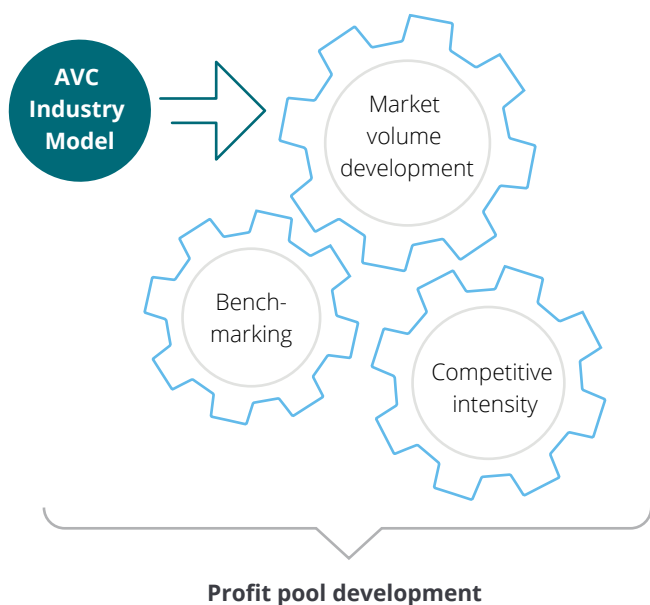 AVC
Industry
Model
Market
volume
development
Bench-
marking
Competitive
intensity
Profit pool development